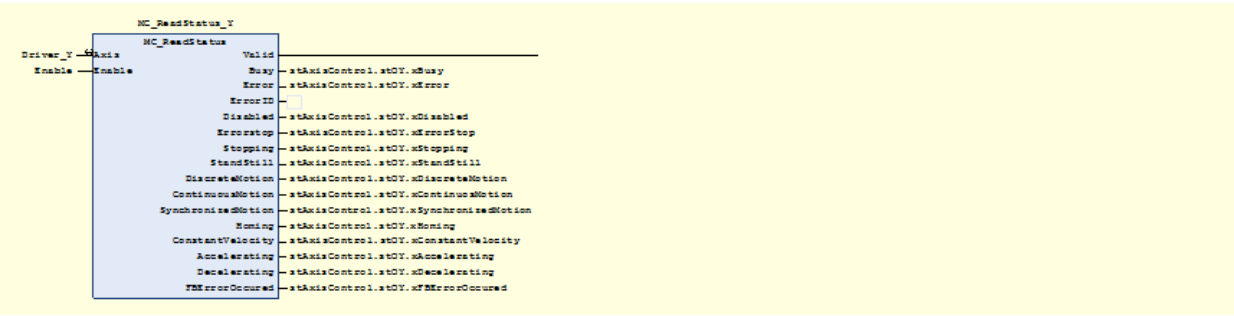 MC_ReadStatus_Y
MC_ReadStatus
Driver_Y Axis Valid
Enable Enable Busy stAxisControl.stOY.xBusy
Error stAxisControl.stOY.xError
ErrorID
Disabled stAxisControl.stOY.xDisabled
Errorstop stAxisControl.stOY.xErrorStop
Stopping stAxisControl.stOY.xStopping
StandStill stAxisControl.stOY.xStandStill
DiscreteMotion stAxisControl.stOY.xDiscreteMotion
ContinuousMotion stAxisControl.stOY.xContinuosMotion
SynchronizedMotion stAxisControl.stOY.xSynchronizedMotion
Homing stAxisControl.stOY.xHoming
ConstantVelocity stAxisControl.stOY.xConstantVelocity
Accelerating stAxisControl.stOY.xAccelerating
Decelerating stAxisControl.stOY.xDecelerating
FBErrorOccured stAxisControl.stOY.xFBErrorOccured